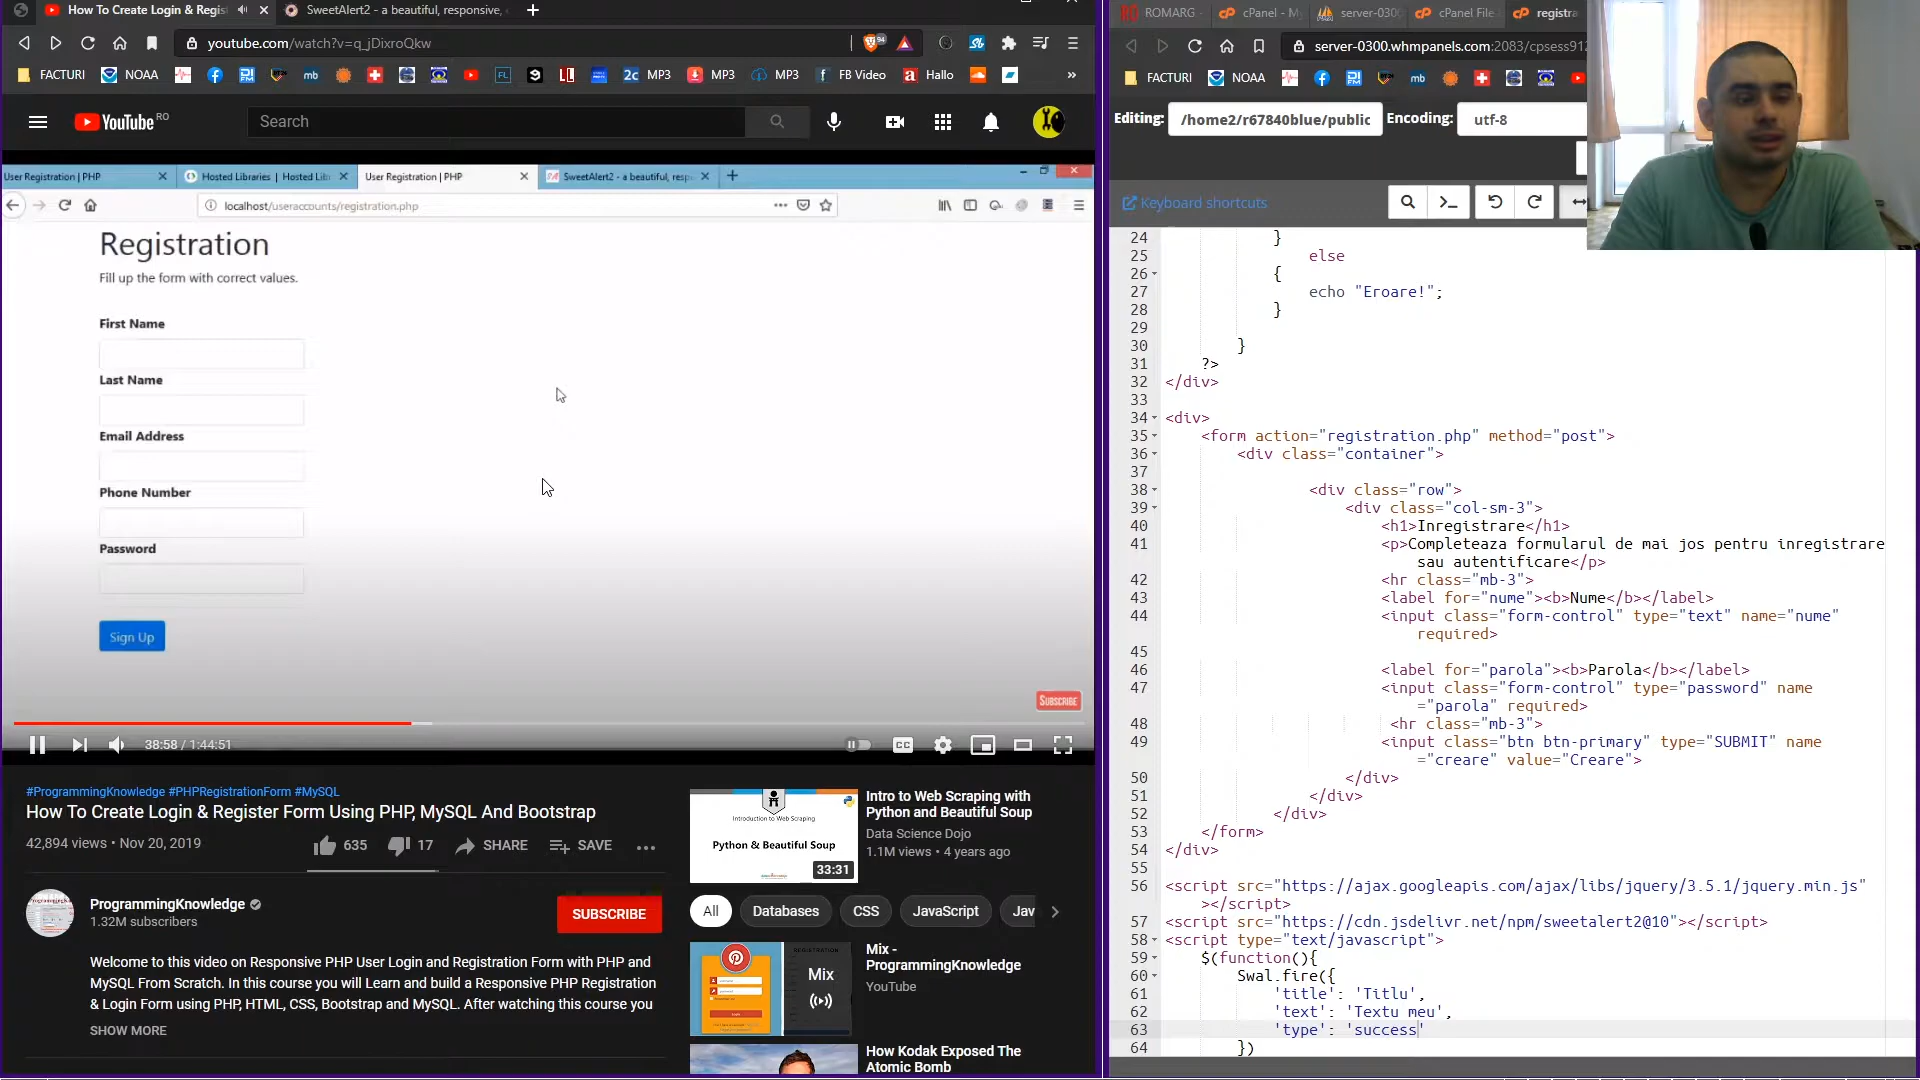 How To Create Login & Regis
SweetAlert2 - a beautiful, responsive,
youtube.com/watch?v=q_jDixroQkw
FACTURI
NOAA
MP3
MP3
MP3
FB Video
Hallo
YouTube RO
Search
User Registration | PHP
Hosted Libraries | Hosted Lib
User Registration | PHP
SweetAlert2 - a beautiful, resp
localhost/useraccounts/registration.php
Registration
Fill up the form with correct values.
First Name
Last Name
Email Address
Phone Number
Password
Sign Up
SUBSCRIBE
38:58 / 1:44:51
CC
#ProgrammingKnowledge #PHPRegistrationForm #MySQL
How To Create Login & Register Form Using PHP, MySQL And Bootstrap
42,894 views • Nov 20, 2019
635
17
SHARE
SAVE
ProgrammingKnowledge
1.32M subscribers
SUBSCRIBE
Welcome to this video on Responsive PHP User Login and Registration Form with PHP and
MySQL From Scratch. In this course you will Learn and build a Responsive PHP Registration
& Login Form using PHP, HTML, CSS, Bootstrap and MySQL. After watching this course you
SHOW MORE
Introduction to Web Scraping
Python & Beautiful Soup
33:31
Intro to Web Scraping with
Python and Beautiful Soup
Data Science Dojo
1.1M views • 4 years ago
All
Databases
CSS
JavaScript
Jav
REGISTRATION
Mix
Mix -
ProgrammingKnowledge
YouTube
How Kodak Exposed The
Atomic Bomb
ROMARG
cPanel - M
server-030
cPanel File
registra
server-0300.whmpanels.com:2083/cpsess912
FACTURI
NOAA
Editing:
/home2/r67840blue/public
Encoding:
utf-8
Keyboard shortcuts
24 }
25 else
26 {
27 echo "Eroare!";
28 }
29
30 }
31 ?>
32 </div>
33
34 <div>
35 <form action="registration.php" method="post">
36 <div class="container">
37
38 <div class="row">
39 <div class="col-sm-3">
40 <h1>Inregistrare</h1>
41 <p>Completeaza formularul de mai jos pentru inregistrare
sau autentificare</p>
42 <hr class="mb-3">
43 <label for="nume"><b>Nume</b></label>
44 <input class="form-control" type="text" name="nume"
required>
45
46 <label for="parola"><b>Parola</b></label>
47 <input class="form-control" type="password" name
="parola" required>
48 <hr class="mb-3">
49 <input class="btn btn-primary" type="SUBMIT" name
="creare" value="Creare">
50 </div>
51 </div>
52 </div>
53 </form>
54 </div>
55
56 <script src="https://ajax.googleapis.com/ajax/libs/jquery/3.5.1/jquery.min.js"
></script>
57 <script src="https://cdn.jsdelivr.net/npm/sweetalert2@10"></script>
58 <script type="text/javascript">
59 $(function(){
60 Swal.fire({
61 'title': 'Titlu',
62 'text': 'Textu meu',
63 'type': 'success'
64 })